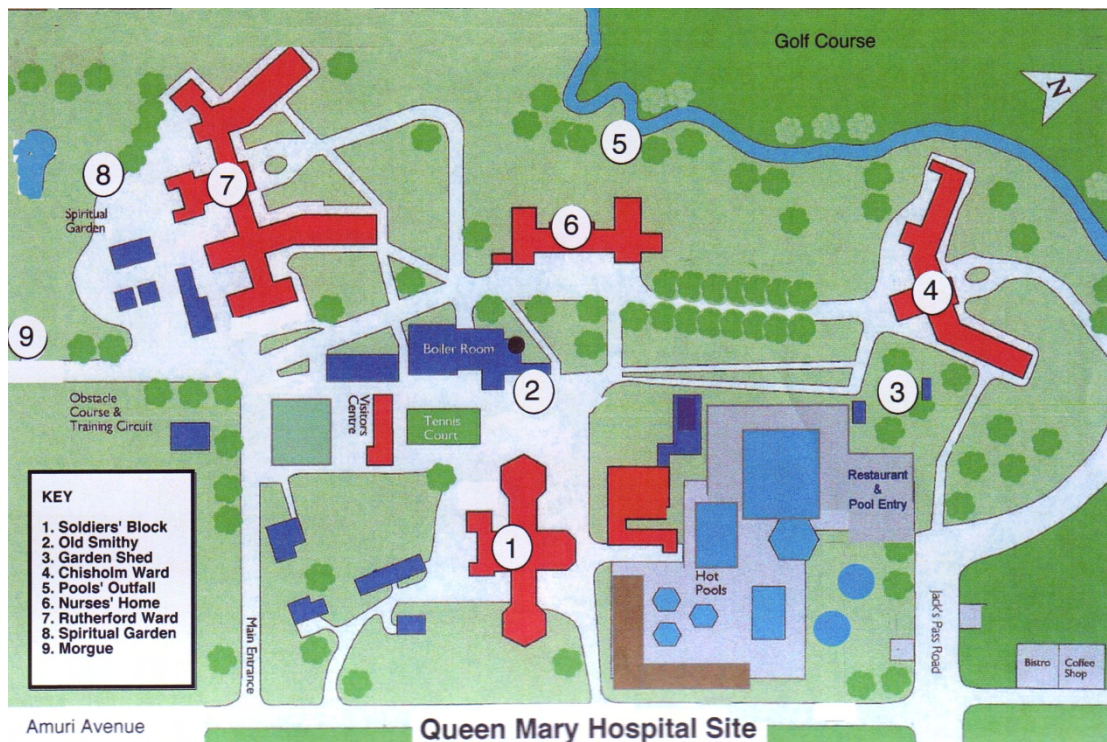 Golf Course
N
5
8
7
Spiritual
Garden
6
4
9
Boiler Room
2
3
Obstacle
Course &
Training Circuit
Visitors
Centre
Tennis
Court
Restaurant
&
Pool Entry
KEY
1. Soldiers' Block
2. Old Smithy
3. Garden Shed
4. Chisholm Ward
5. Pools' Outfall
6. Nurses' Home
7. Rutherford Ward
8. Spiritual Garden
9. Morgue
1
Hot
Pools
Main Entrance
Jack's Pass Road
Bistro
Coffee
Shop
Amuri Avenue
Queen Mary Hospital Site